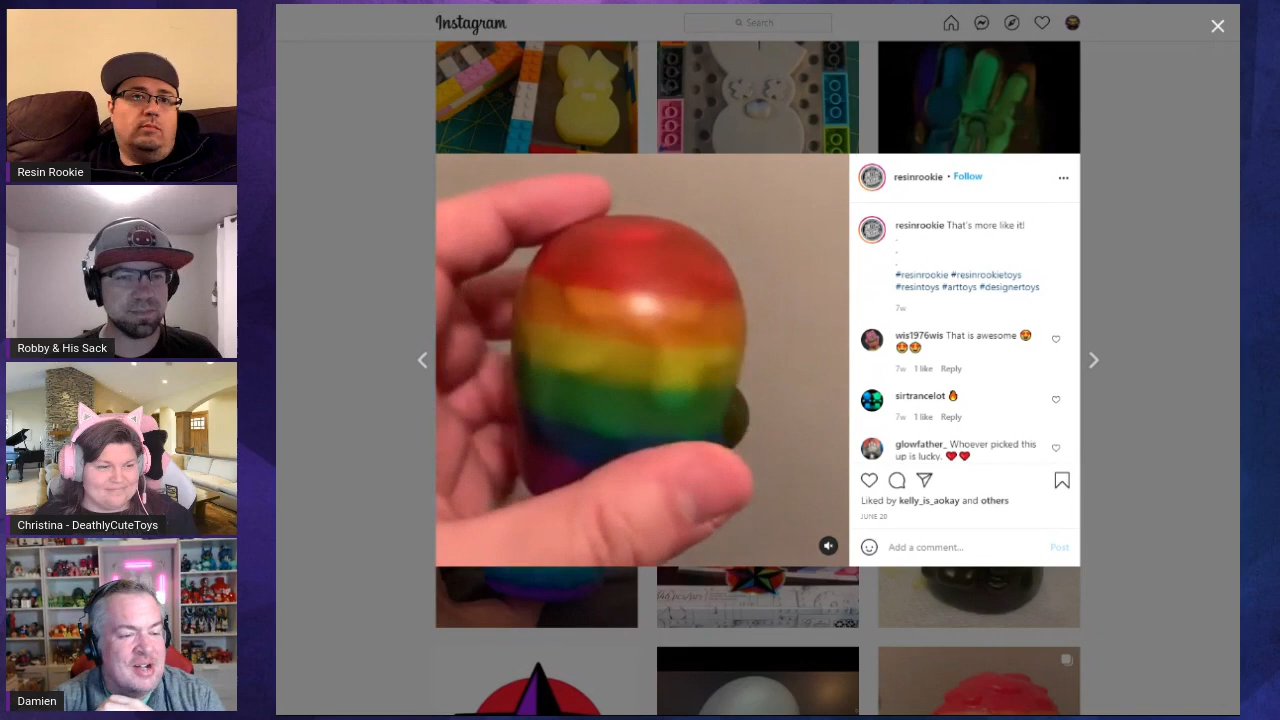 Resin Rookie
Robby & His Sack
Christina - DeathlyCuteToys
Damien
Instagram
Search
resinrookie • Follow
resinrookie That's more like it!
.
.
.
#resinrookie #resinrookietoys
#resintoys #arttoys #designertoys
7w
wis1976wis That is awesome 😍
😍😍
7w 1 like Reply
sirtrancelot 🔥
7w 1 like Reply
glowfather_ Whoever picked this
up is lucky. ❤️❤️
Liked by kelly_is_aokay and others
JUNE 20
Add a comment...
Post